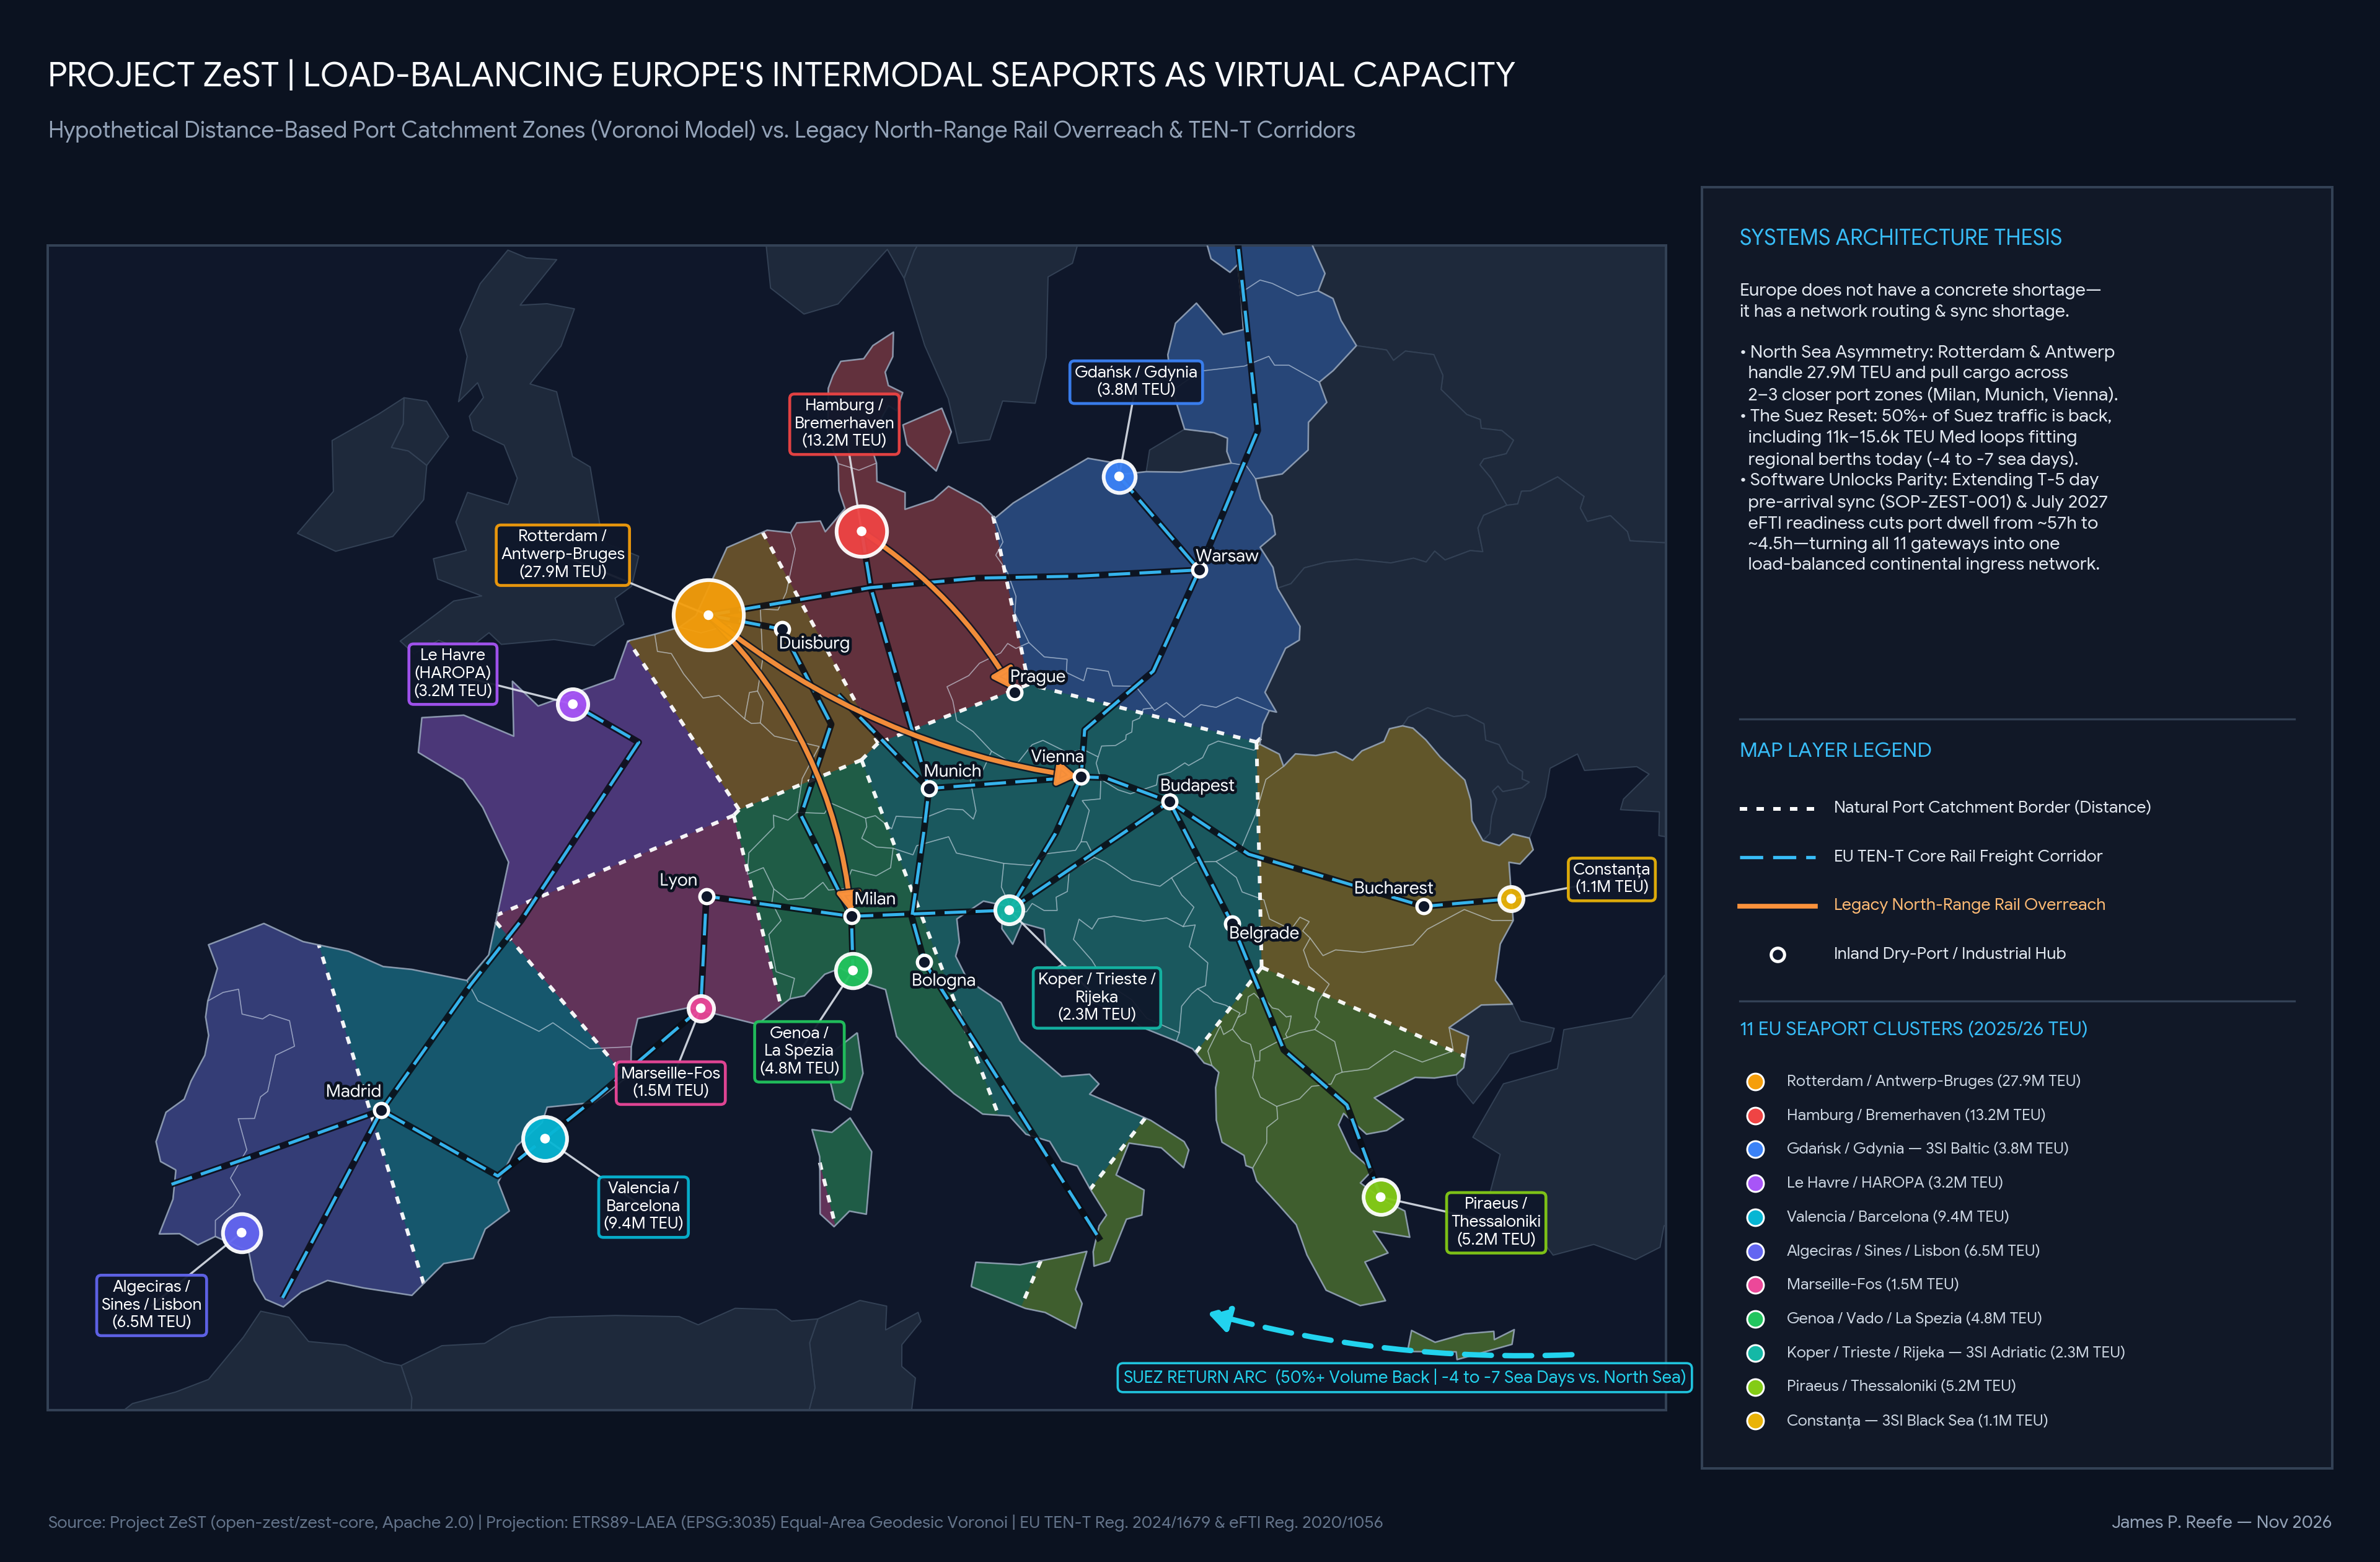 PROJECT ZeST | LOAD-BALANCING EUROPE'S INTERMODAL SEAPORTS AS VIRTUAL CAPACITY
Hypothetical Distance-Based Port Catchment Zones (Voronoi Model) vs. Legacy North-Range Rail Overreach & TEN-T Corridors
Gdańsk / Gdynia
(3.8M TEU)
Hamburg /
Bremerhaven
(13.2M TEU)
Rotterdam /
Antwerp-Bruges
(27.9M TEU)
Warsaw
Duisburg
Le Havre
(HAROPA)
(3.2M TEU)
Prague
Vienna
Munich
Budapest
Constanța
(1.1M TEU)
Lyon
Milan
Bucharest
Belgrade
Bologna
Koper / Trieste /
Rijeka
(2.3M TEU)
Genoa /
La Spezia
(4.8M TEU)
Marseille-Fos
(1.5M TEU)
Madrid
Valencia /
Barcelona
(9.4M TEU)
Piraeus /
Thessaloniki
(5.2M TEU)
Algeciras /
Sines / Lisbon
(6.5M TEU)
SUEZ RETURN ARC (50%+ Volume Back | -4 to -7 Sea Days vs. North Sea)
SYSTEMS ARCHITECTURE THESIS
Europe does not have a concrete shortage—
it has a network routing & sync shortage.
• North Sea Asymmetry: Rotterdam & Antwerp
handle 27.9M TEU and pull cargo across
2–3 closer port zones (Milan, Munich, Vienna).
• The Suez Reset: 50%+ of Suez traffic is back,
including 11k–15.6k TEU Med loops fitting
regional berths today (-4 to -7 sea days).
• Software Unlocks Parity: Extending T-5 day
pre-arrival sync (SOP-ZEST-001) & July 2027
eFTI readiness cuts port dwell from ~57h to
~4.5h—turning all 11 gateways into one
load-balanced continental ingress network.
MAP LAYER LEGEND
Natural Port Catchment Border (Distance)
EU TEN-T Core Rail Freight Corridor
Legacy North-Range Rail Overreach
Inland Dry-Port / Industrial Hub
11 EU SEAPORT CLUSTERS (2025/26 TEU)
Rotterdam / Antwerp-Bruges (27.9M TEU)
Hamburg / Bremerhaven (13.2M TEU)
Gdańsk / Gdynia — 3SI Baltic (3.8M TEU)
Le Havre / HAROPA (3.2M TEU)
Valencia / Barcelona (9.4M TEU)
Algeciras / Sines / Lisbon (6.5M TEU)
Marseille-Fos (1.5M TEU)
Genoa / Vado / La Spezia (4.8M TEU)
Koper / Trieste / Rijeka — 3SI Adriatic (2.3M TEU)
Piraeus / Thessaloniki (5.2M TEU)
Constanța — 3SI Black Sea (1.1M TEU)
Source: Project ZeST (open-zest/zest-core, Apache 2.0) | Projection: ETRS89-LAEA (EPSG:3035) Equal-Area Geodesic Voronoi | EU TEN-T Reg. 2024/1679 & eFTI Reg. 2020/1056
James P. Reefe — Nov 2026